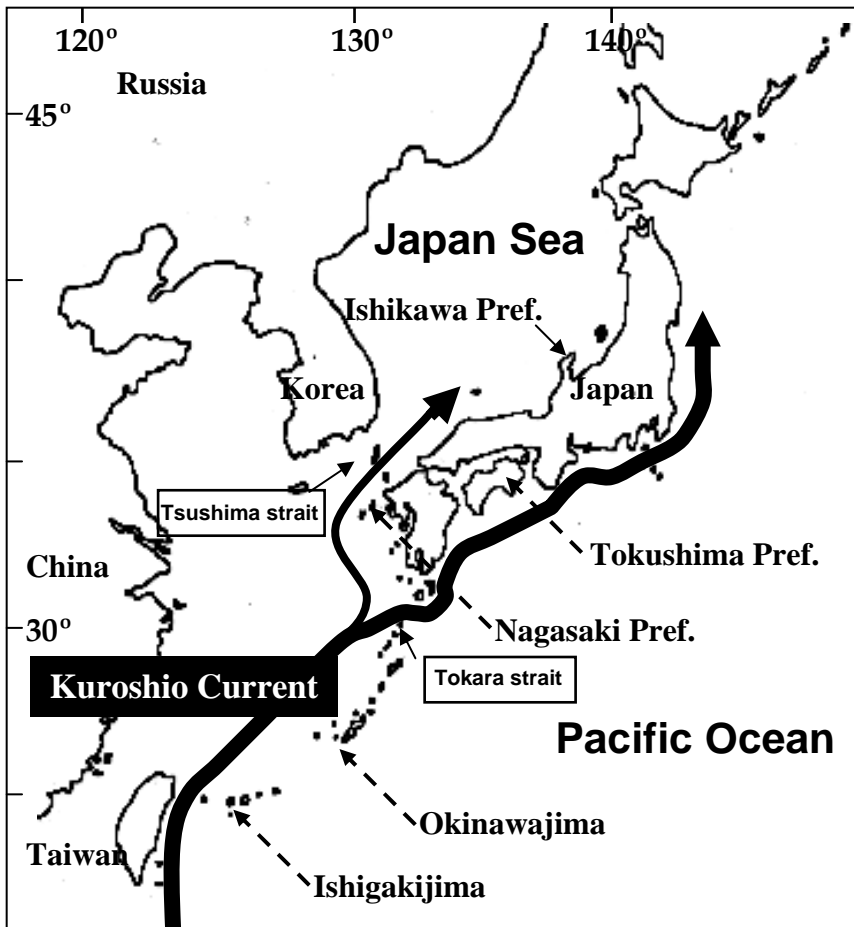 120º
130º
140º
Russia
45º
Japan Sea
Ishikawa Pref.
Korea
Japan
Tsushima strait
Tokushima Pref.
China
30º
Nagasaki Pref.
Kuroshio Current
Tokara strait
Pacific Ocean
Okinawajima
Taiwan
Ishigakijima